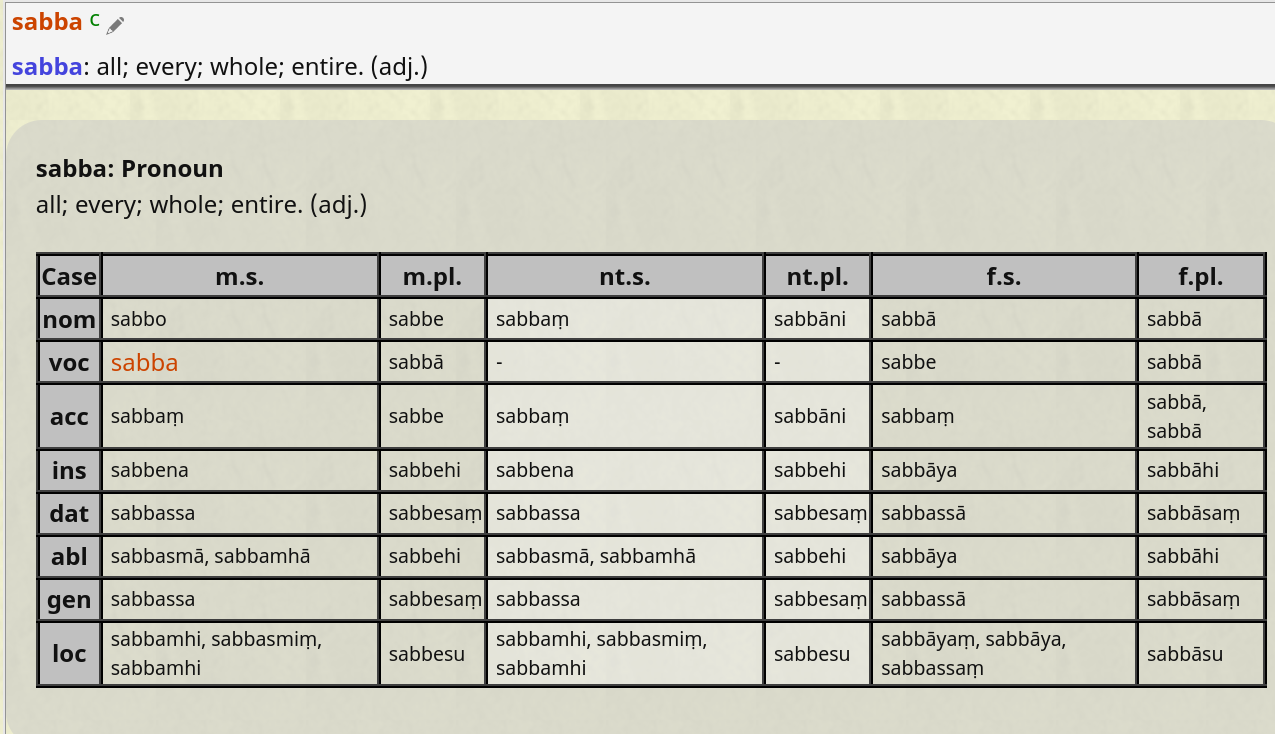 sabba c
sabba: all; every; whole; entire. (adj.)
sabba: Pronoun
all; every; whole; entire. (adj.)
Case m.s. m.pl. nt.s. nt.pl. f.s. f.pl.
nom sabbo sabbe sabbaṃ sabbāni sabbā sabbā
voc sabba sabbā - - sabbe sabbā
acc sabbaṃ sabbe sabbaṃ sabbāni sabbaṃ sabbā, sabbā
ins sabbena sabbehi sabbena sabbehi sabbāya sabbāhi
dat sabbassa sabbesaṃ sabbassa sabbesaṃ sabbassā sabbāsaṃ
abl sabbasmā, sabbamhā sabbehi sabbasmā, sabbamhā sabbehi sabbāya sabbāhi
gen sabbassa sabbesaṃ sabbassa sabbesaṃ sabbassā sabbāsaṃ
loc sabbamhi, sabbasmiṃ, sabbamhi sabbesu sabbamhi, sabbasmiṃ, sabbamhi sabbesu sabbāyaṃ, sabbāya, sabbassaṃ sabbāsu